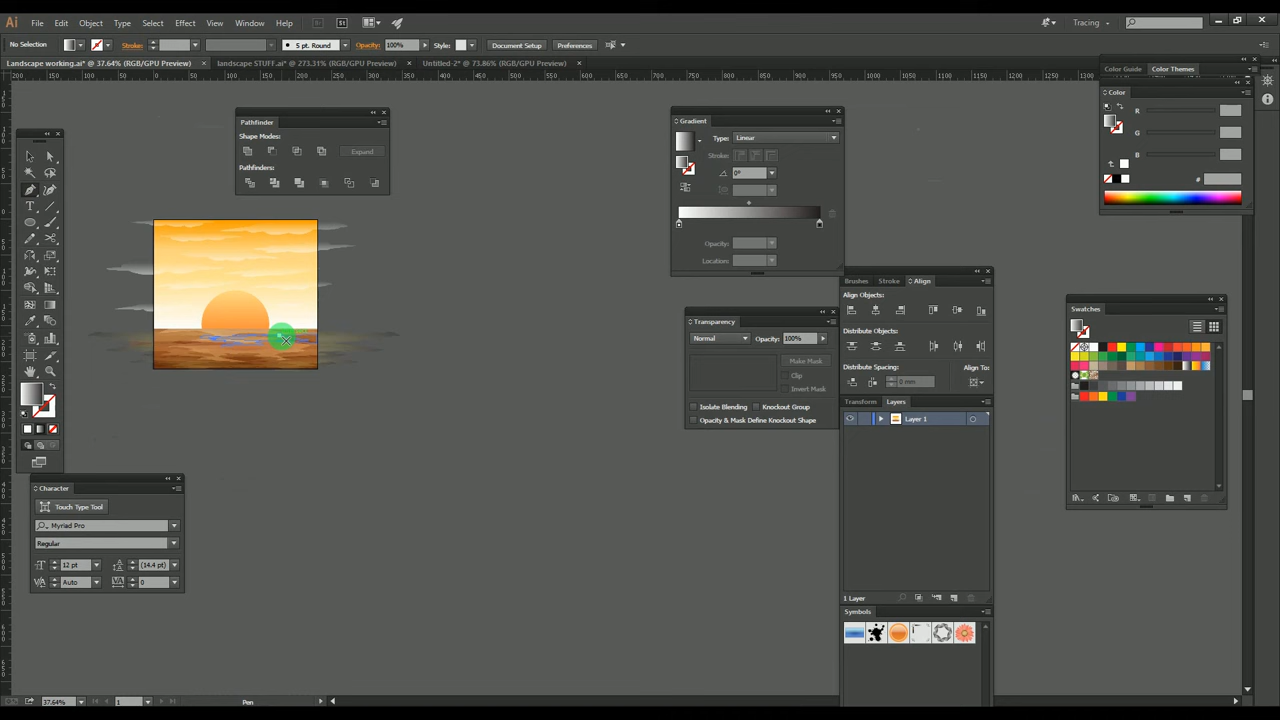 Ai File Edit Object Type Select Effect View Window Help Br St Tracing
No Selection Stroke: 5 pt. Round Opacity: 100% Style: Document Setup Preferences
Landscape working.ai* @ 37.64% (RGB/GPU Preview) × landscape STUFF.ai* @ 273.31% (RGB/GPU Preview) × Untitled-2* @ 73.86% (RGB/GPU Preview) ×
Color Guide Color Themes
Color
R
G
B
#
Pathfinder
Shape Modes:
Expand
Pathfinders:
Gradient
Type: Linear
Stroke:
0°
Opacity:
Location:
Brushes Stroke Align
Align Objects:
Distribute Objects:
Distribute Spacing: Align To:
0 mm
Transparency
Normal Opacity: 100%
Make Mask
Clip
Invert Mask
Isolate Blending Knockout Group
Opacity & Mask Define Knockout Shape
Transform Layers
Layer 1
1 Layer
Symbols
Swatches
Character
Touch Type Tool
Myriad Pro
Regular
12 pt (14.4 pt)
Auto 0
37.64% 1 Pen